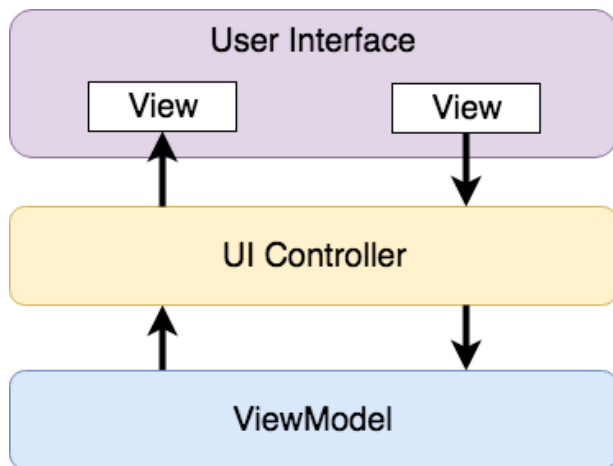 User Interface
View
View
UI Controller
ViewModel